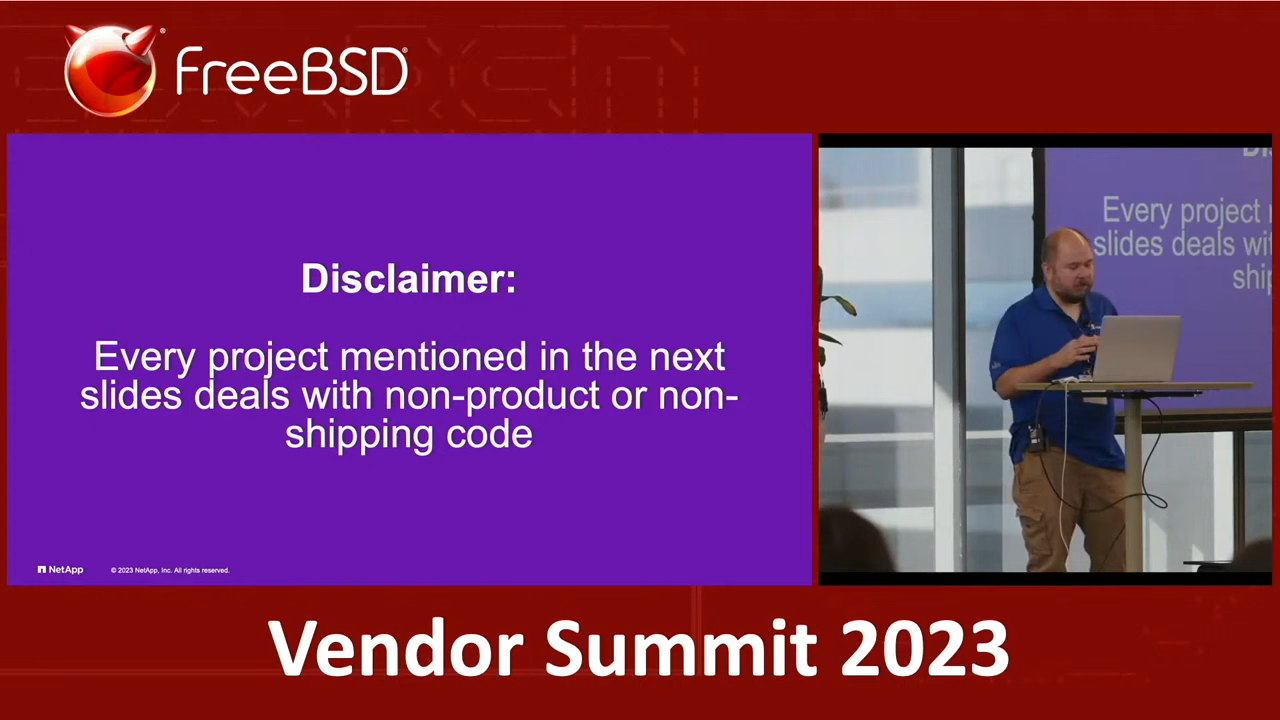 FreeBSD®
Disclaimer:
Every project mentioned in the next
slides deals with non-product or non-
shipping code
NetApp
© 2023 NetApp, Inc. All rights reserved.
Every project
slides deals
Vendor Summit 2023